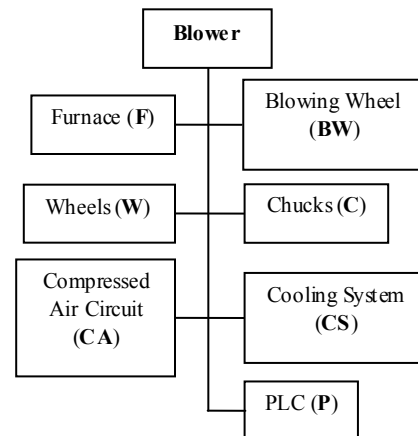 Blower
Furnace (F)
Blowing Wheel
(BW)
Wheels (W)
Chucks (C)
Compressed
Air Circuit
(CA)
Cooling System
(CS)
PLC (P)